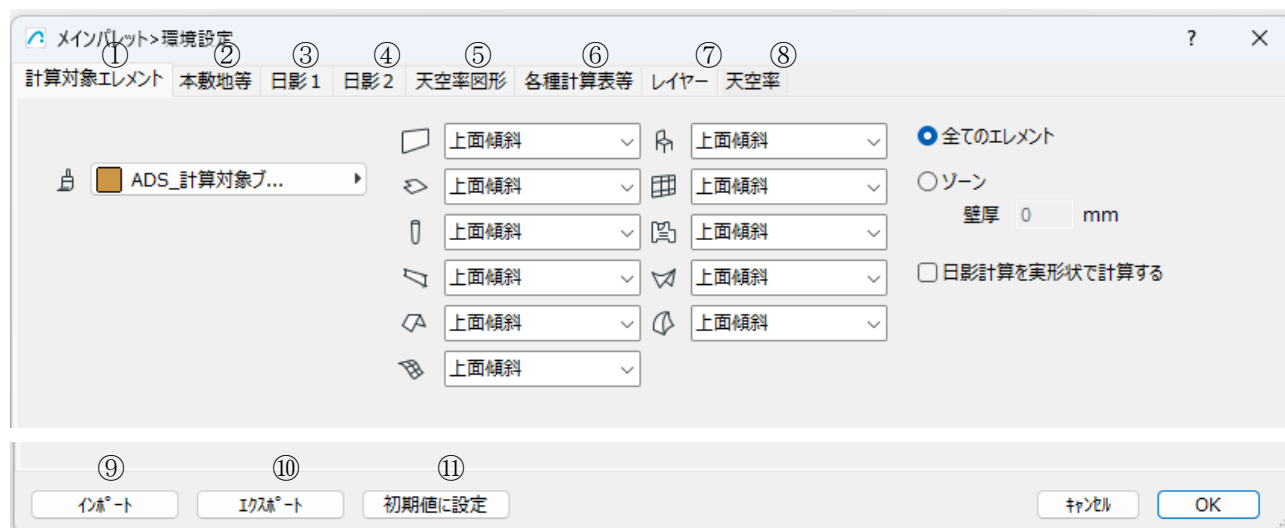 メインパレット>環境設定 ? ×
① ② ③ ④ ⑤ ⑥ ⑦ ⑧
計算対象エレメント 本敷地等 日影1 日影2 天空率図形 各種計算表等 レイヤー 天空率
上面傾斜 上面傾斜 全てのエレメント
ADS_計算対象ブ... 上面傾斜 上面傾斜 ゾーン
上面傾斜 上面傾斜 壁厚 0 mm
上面傾斜 上面傾斜 日影計算を実形状で計算する
上面傾斜 上面傾斜
上面傾斜
⑨ ⑩ ⑪
インポート エクスポート 初期値に設定 キャンセル OK